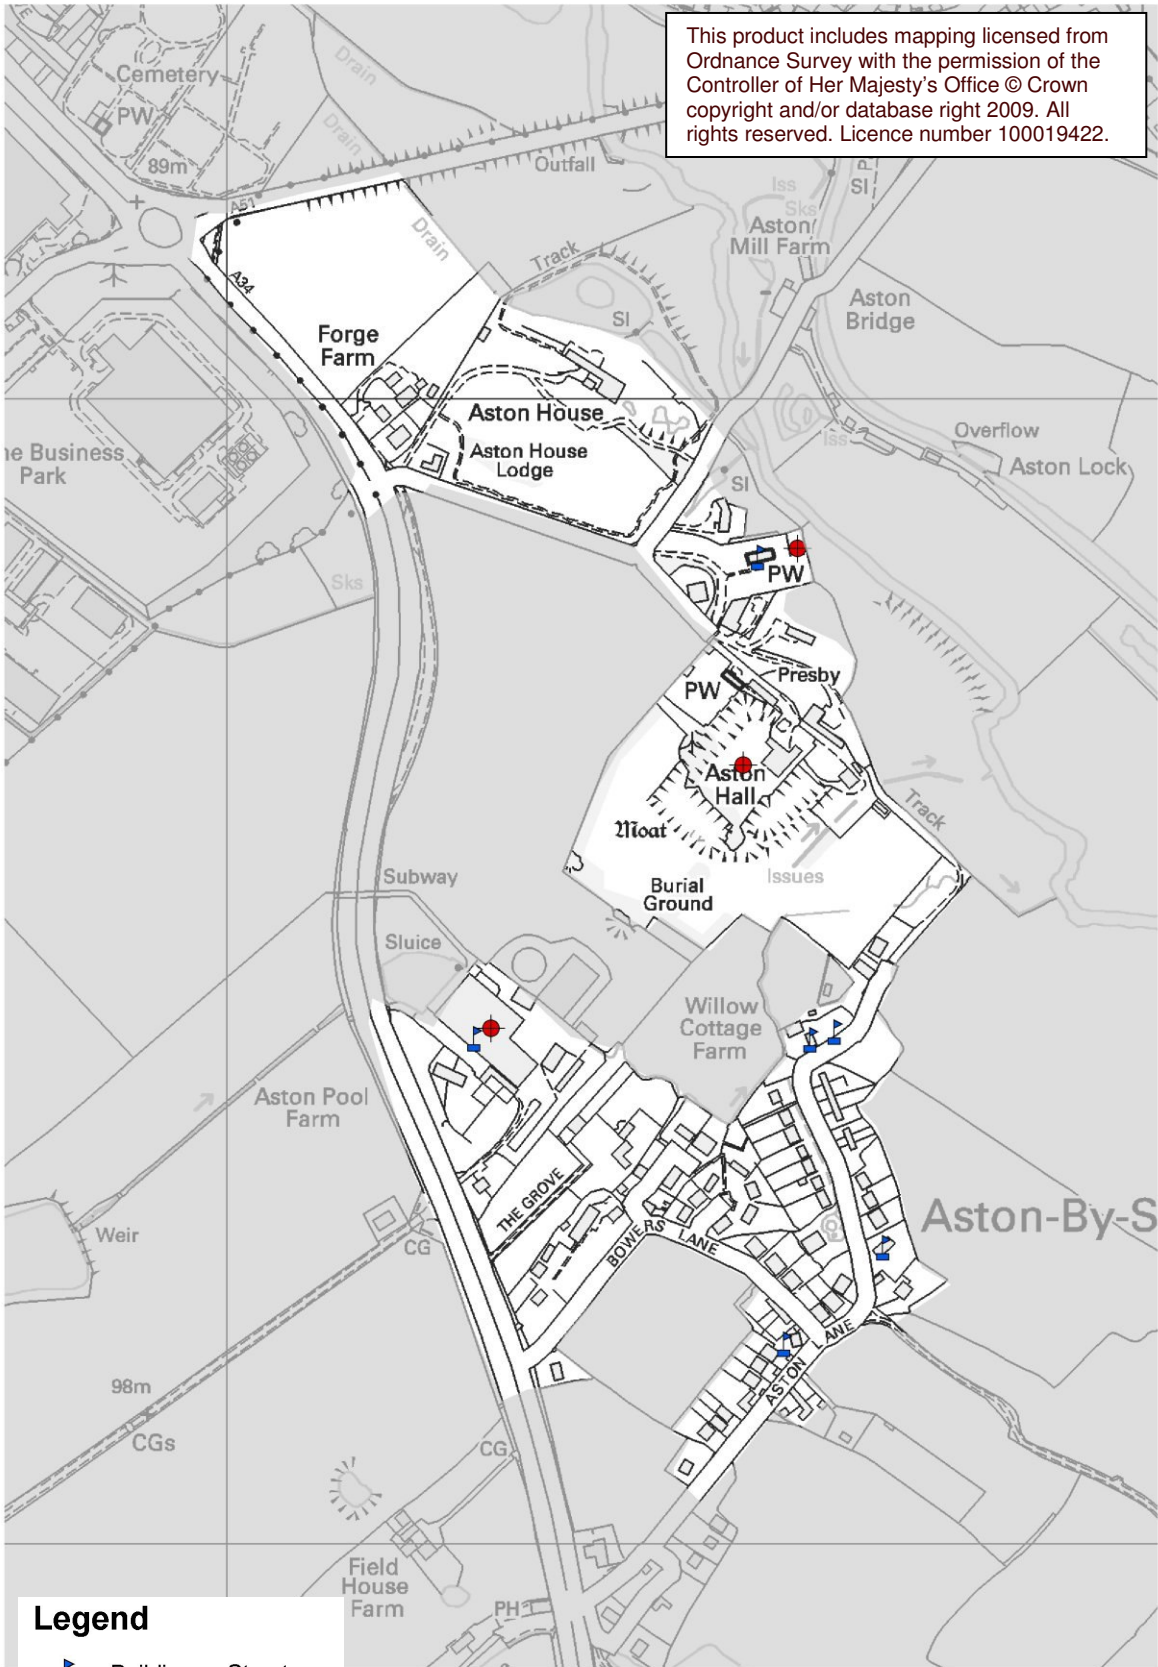 This product includes mapping licensed from
Ordnance Survey with the permission of the
Controller of Her Majesty's Office © Crown
copyright and/or database right 2009. All
rights reserved. Licence number 100019422.
Cemetery
PW
89m
Drain
Drain
Outfall
Iss
Sks
SI
Aston
Mill Farm
A51
Drain
Track
A34
SI
Aston
Bridge
Forge
Farm
Aston House
Aston House
Lodge
ne Business
Park
Iss
Overflow
Aston Lock
SI
PW
Sks
Presby
PW
Aston
Hall
Moat
Track
Issues
Subway
Burial
Ground
Sluice
Willow
Cottage
Farm
Aston Pool
Farm
THE GROVE
BOWERS LANE
Aston-By-S
Weir
CG
ASTON LANE
98m
CGs
CG
Field
House
Farm
PH
Legend